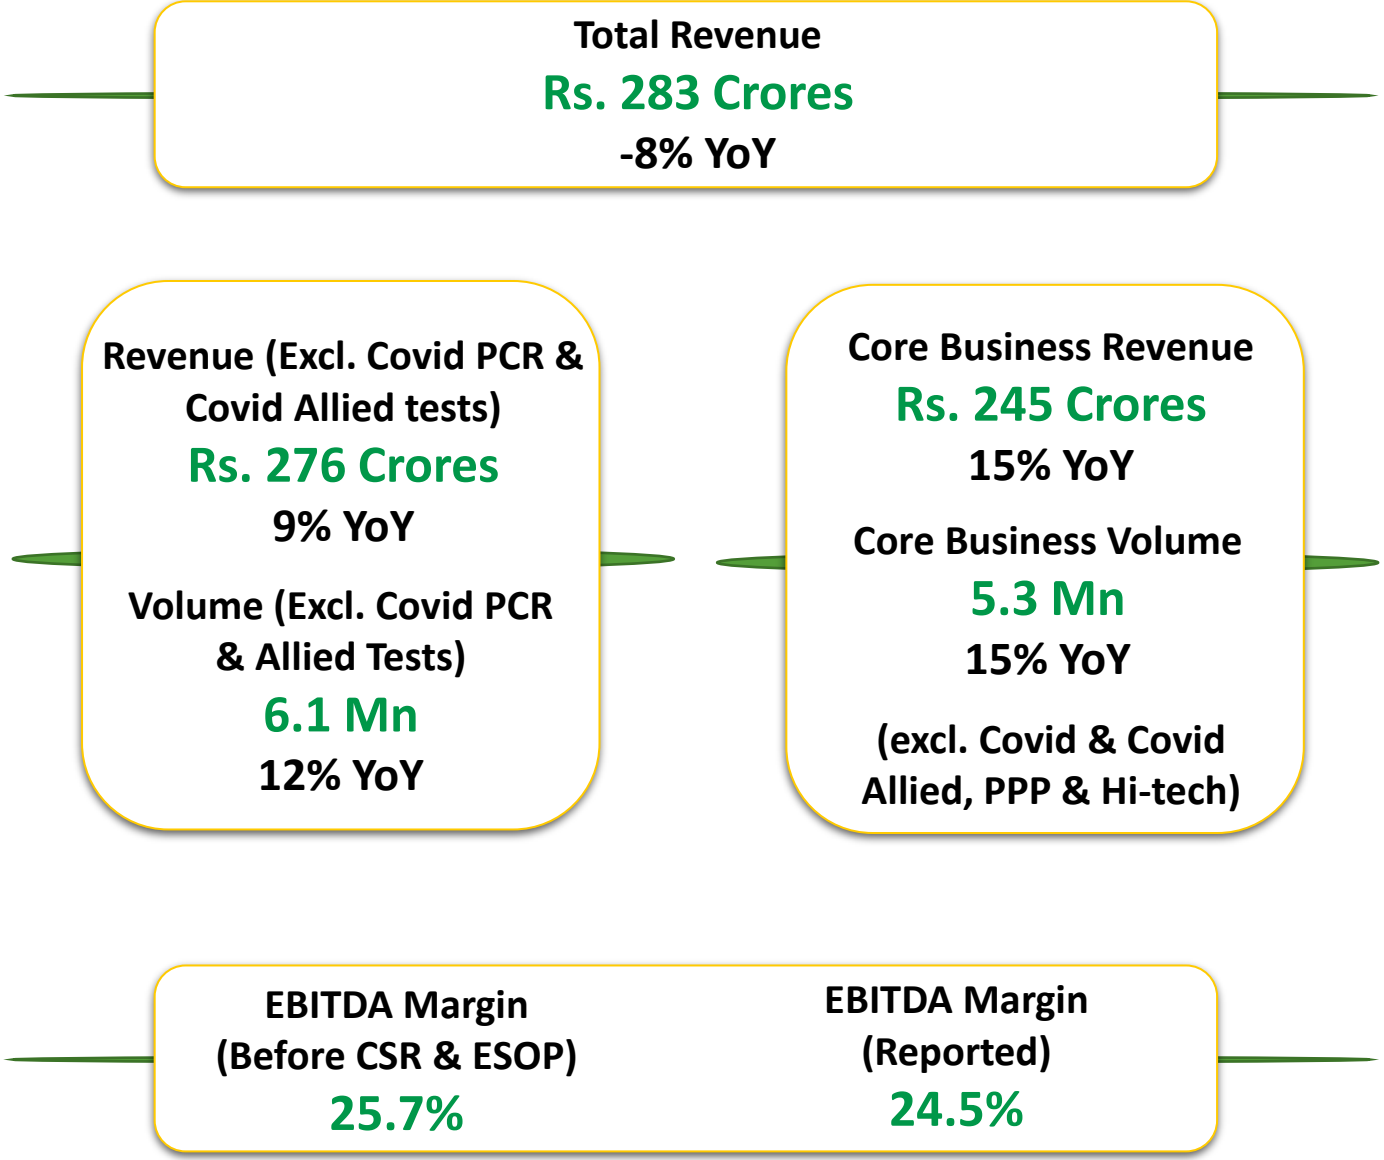 Total Revenue
Rs. 283 Crores
-8% YoY
Revenue (Excl. Covid PCR &
Covid Allied tests)
Rs. 276 Crores
9% YoY
Volume (Excl. Covid PCR
& Allied Tests)
6.1 Mn
12% YoY
Core Business Revenue
Rs. 245 Crores
15% YoY
Core Business Volume
5.3 Mn
15% YoY
(excl. Covid & Covid
Allied, PPP & Hi-tech)
EBITDA Margin
(Before CSR & ESOP)
25.7%
EBITDA Margin
(Reported)
24.5%